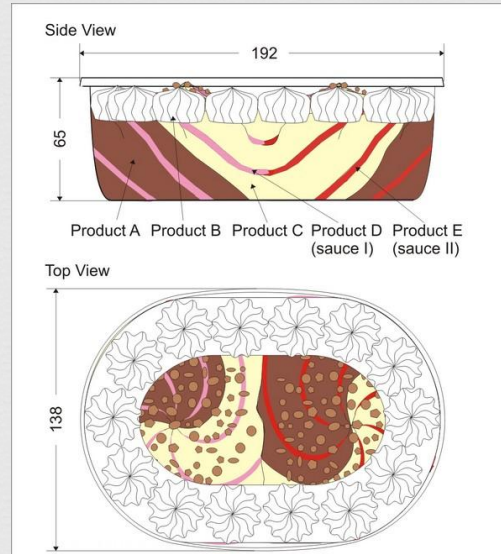 Side View
192
65
Product A Product B Product C Product D Product E
(sauce I) (sauce II)
Top View
138